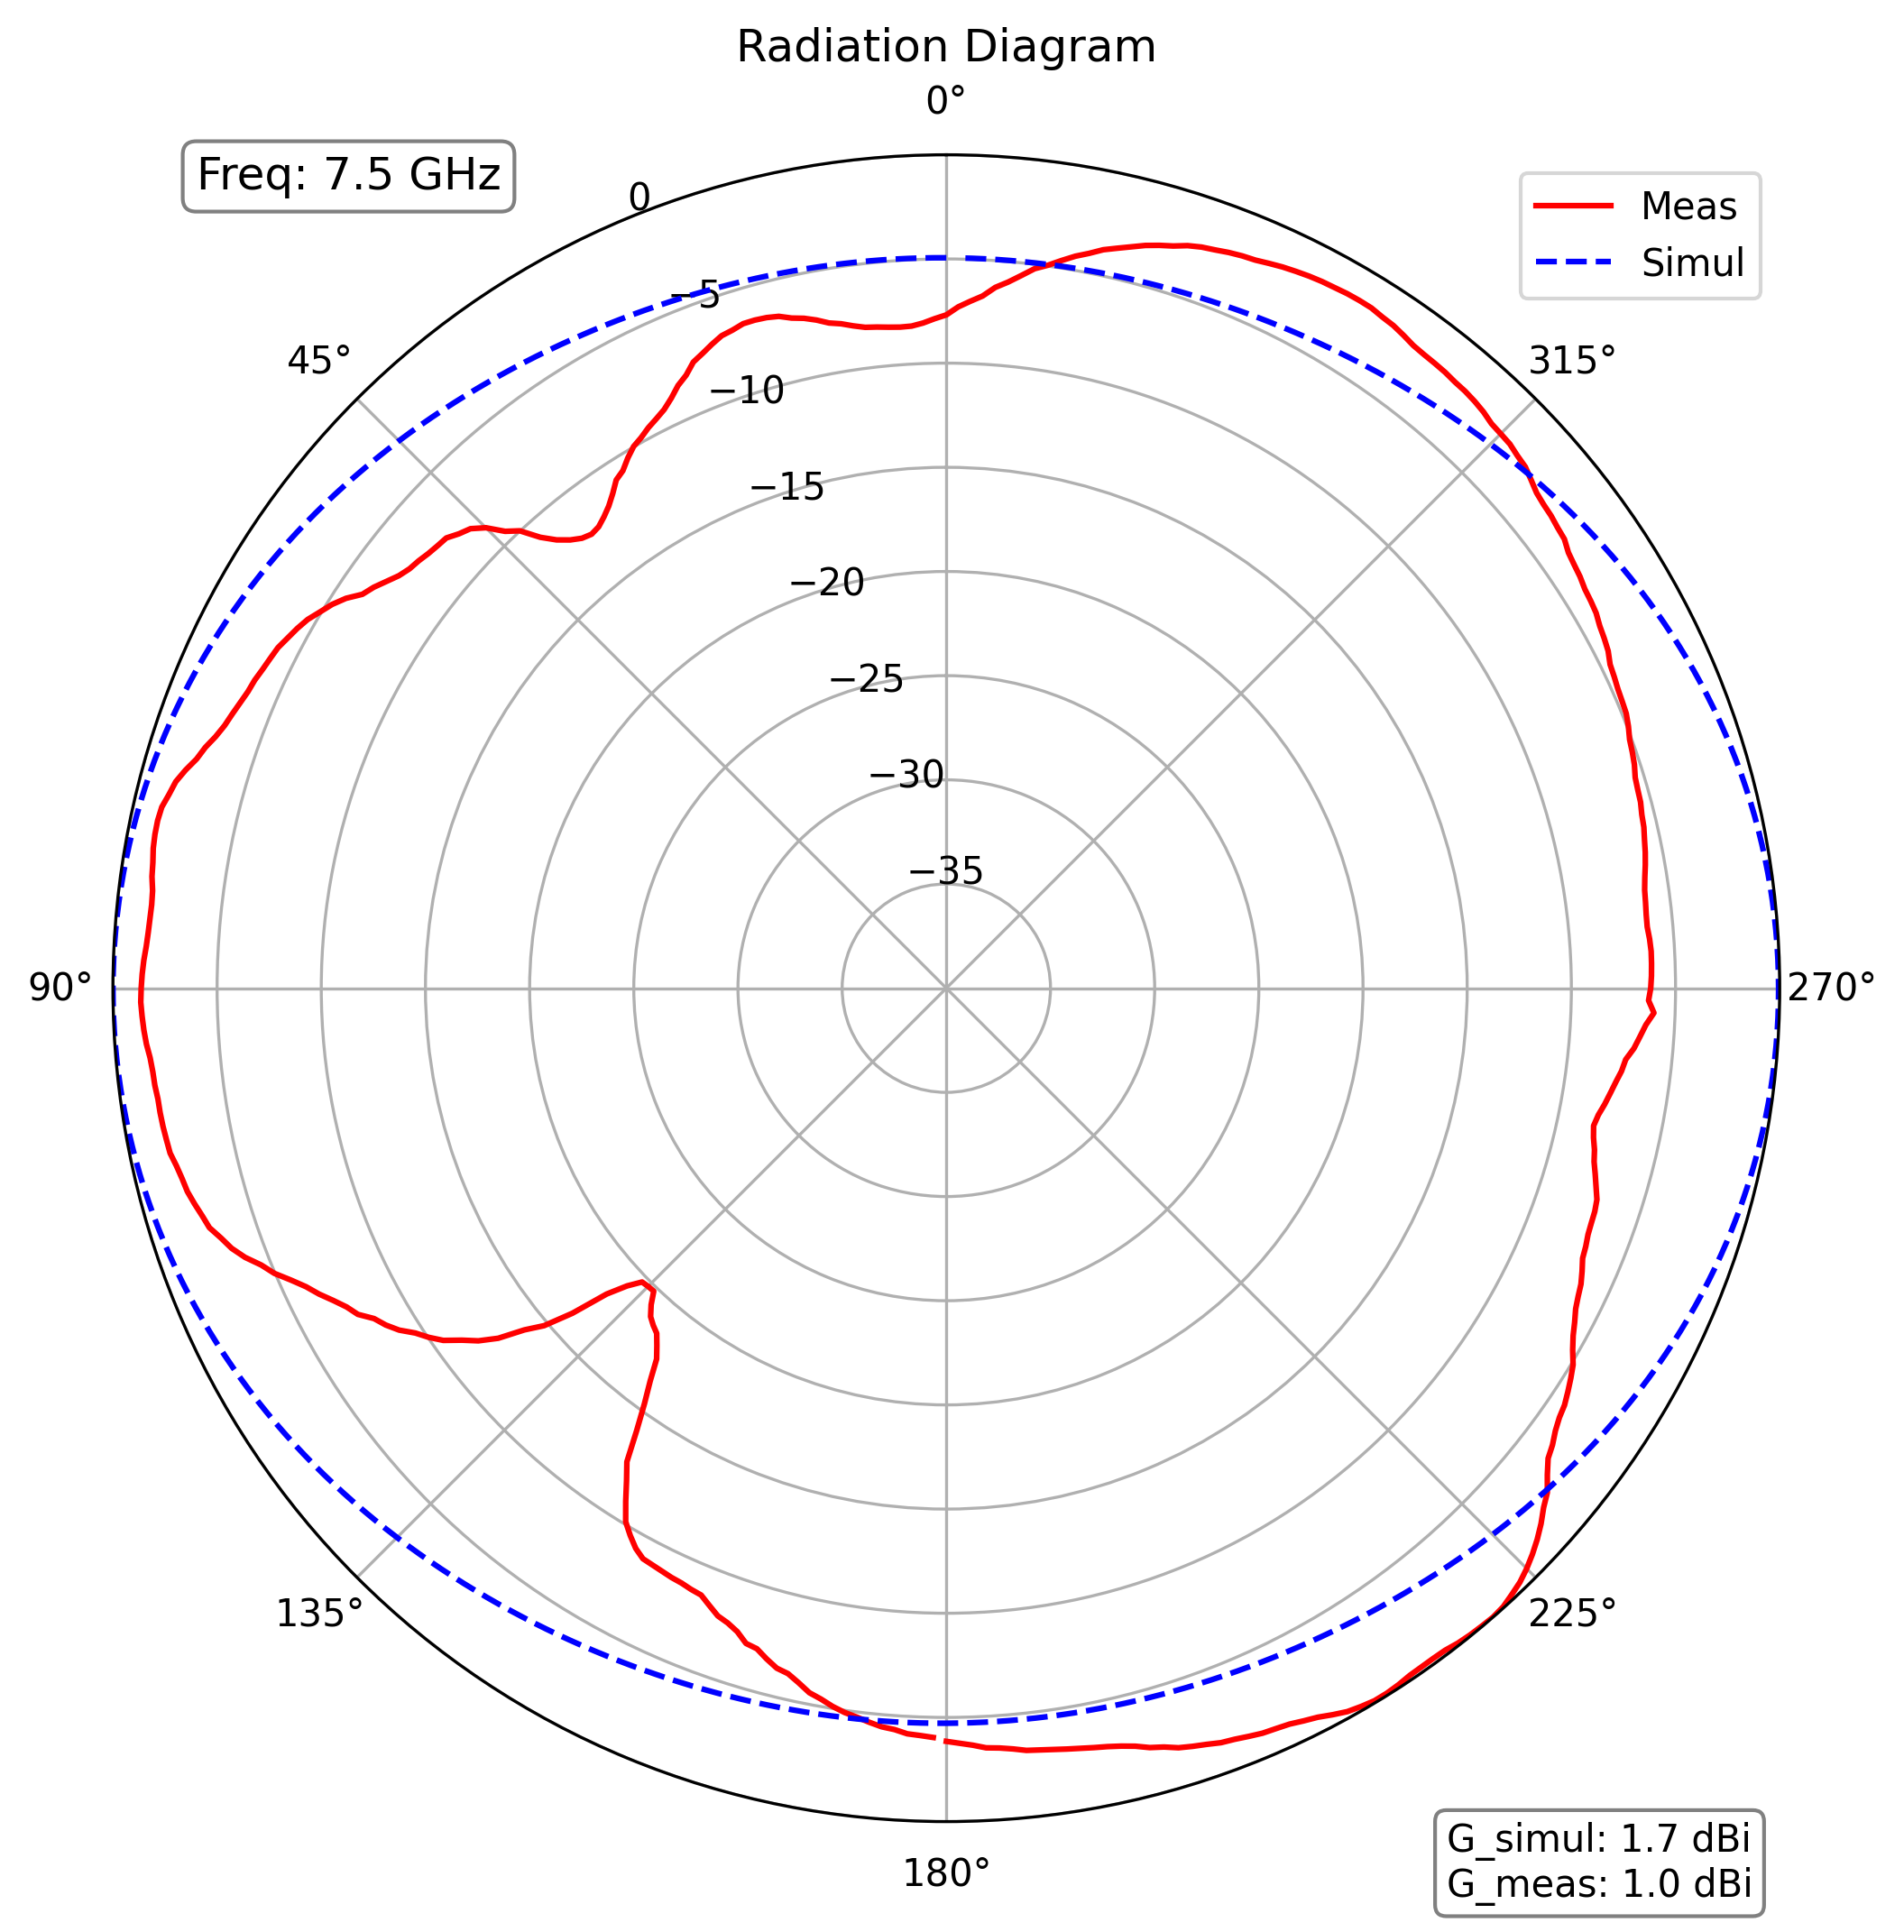 Radiation Diagram
0°
Freq: 7.5 GHz
0
Meas
Simul
−5
45°
315°
−10
−15
−20
−25
−30
−35
90°
270°
135°
225°
180°
G_simul: 1.7 dBi
G_meas: 1.0 dBi